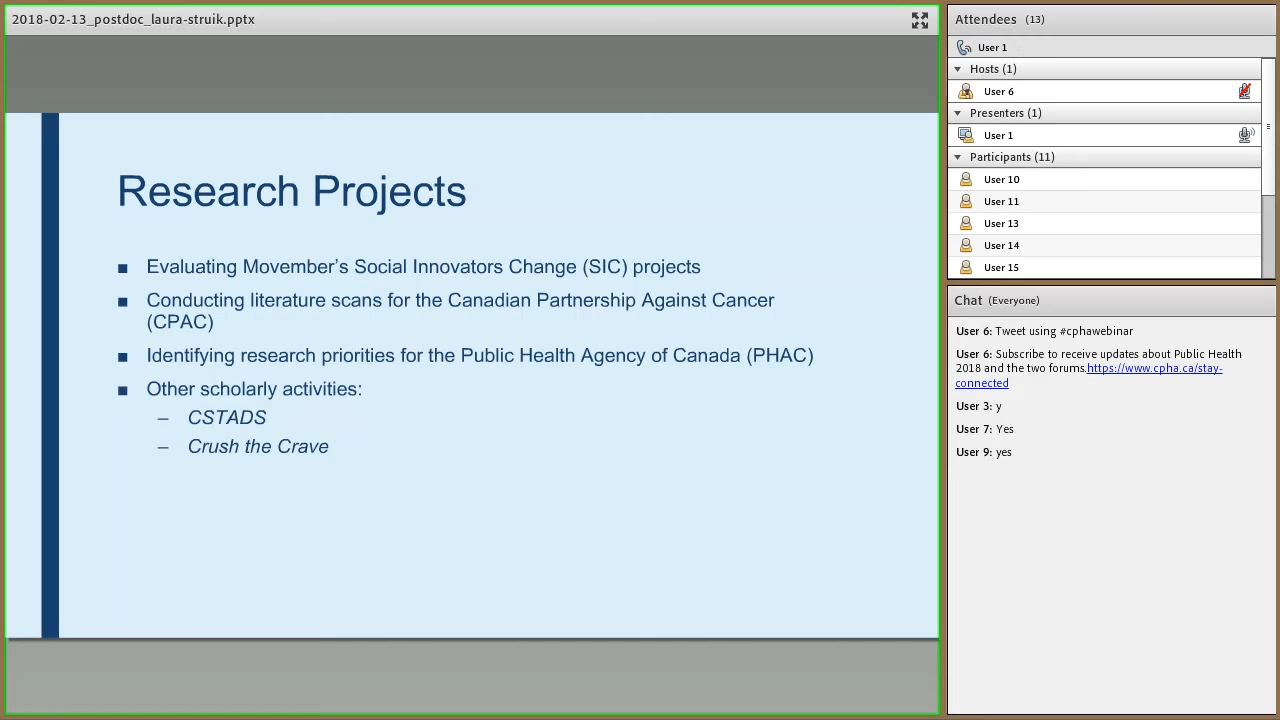 2018-02-13_postdoc_laura-struik.pptx
Research Projects
■ Evaluating Movember’s Social Innovators Change (SIC) projects
■ Conducting literature scans for the Canadian Partnership Against Cancer
(CPAC)
■ Identifying research priorities for the Public Health Agency of Canada (PHAC)
■ Other scholarly activities:
– CSTADS
– Crush the Crave
Attendees (13)
User 1
Hosts (1)
User 6
Presenters (1)
User 1
Participants (11)
User 10
User 11
User 13
User 14
User 15
Chat (Everyone)
User 6: Tweet using #cphawebinar
User 6: Subscribe to receive updates about Public Health
2018 and the two forums.https://www.cpha.ca/stay-
connected
User 3: y
User 7: Yes
User 9: yes